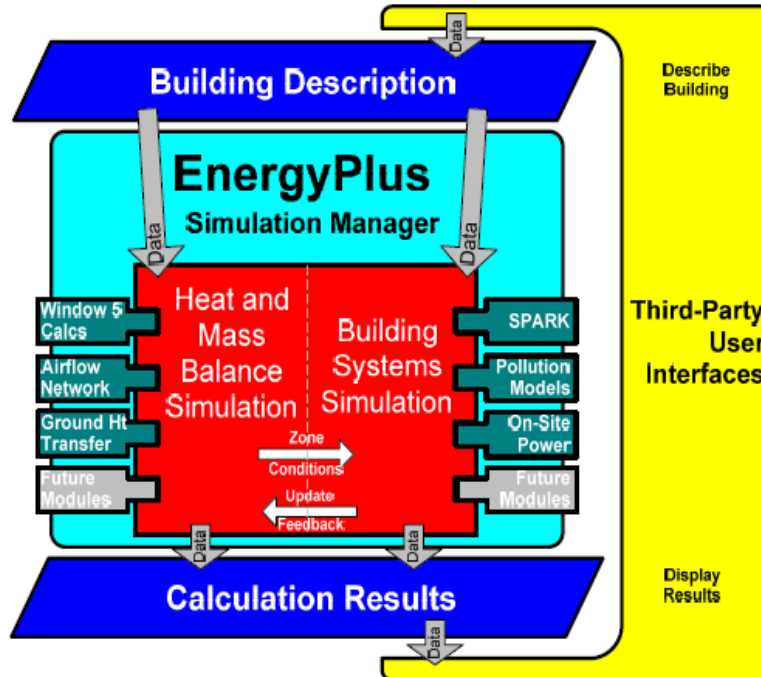 Data
Building Description
Describe
Building
EnergyPlus
Simulation Manager
Data
Data
Heat and
Mass
Balance
Simulation
Building
Systems
Simulation
Window 5
Calcs
Airflow
Network
Ground Ht
Transfer
Future
Modules
SPARK
Pollution
Models
On-Site
Power
Future
Modules
Zone
Conditions
Update
Feedback
Third-Party
User
Interfaces
Data
Data
Calculation Results
Display
Results
Data